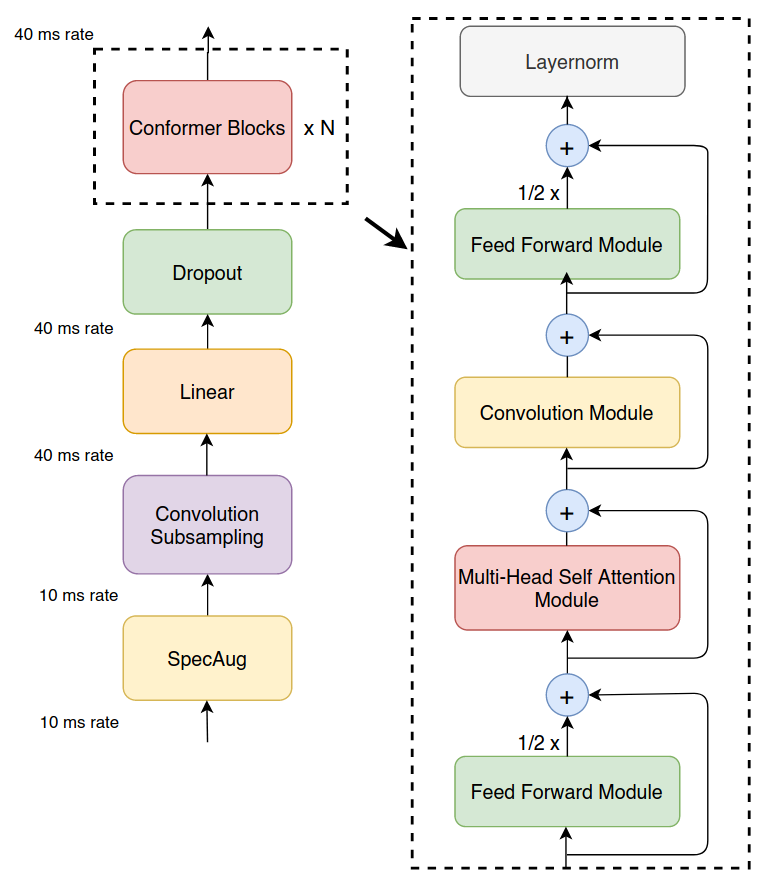 40 ms rate
Conformer Blocks
x N
Dropout
40 ms rate
Linear
40 ms rate
Convolution
Subsampling
10 ms rate
SpecAug
10 ms rate
Layernorm
+
1/2 x
Feed Forward Module
+
Convolution Module
+
Multi-Head Self Attention
Module
+
1/2 x
Feed Forward Module